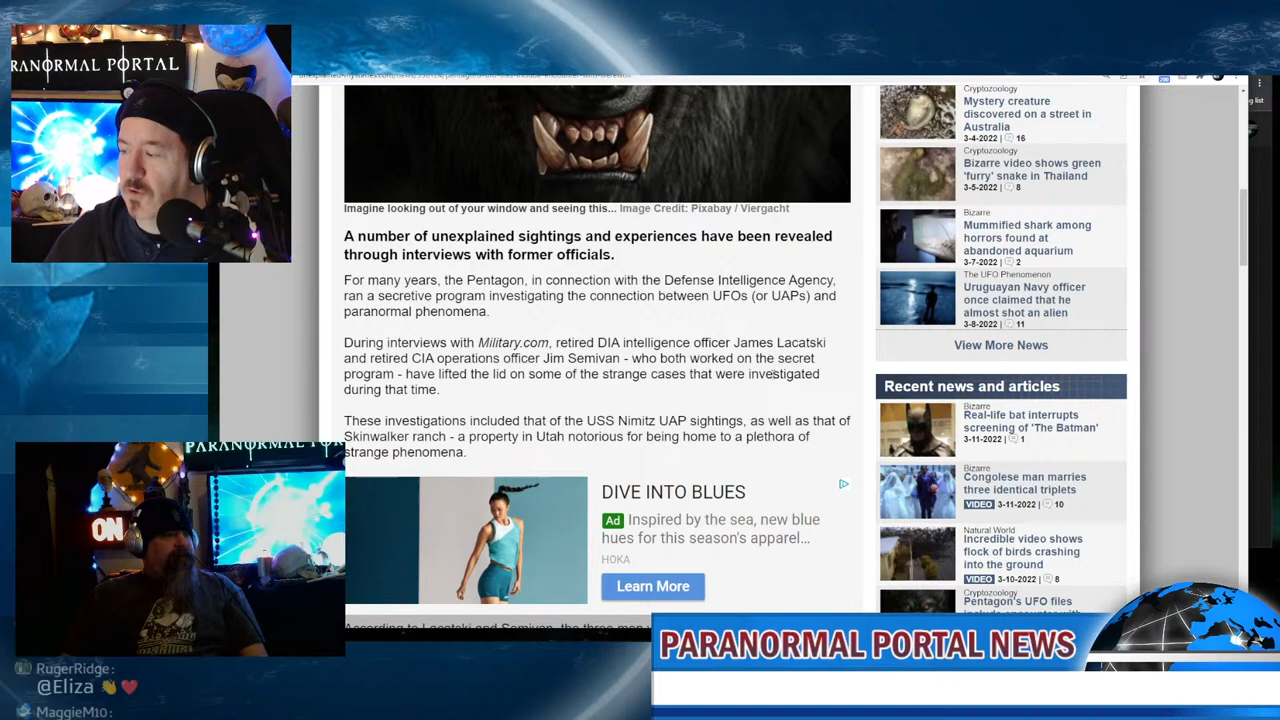 RANORMAL PORTAL
Imagine looking out of your window and seeing this... Image Credit: Pixabay / Viergacht
A number of unexplained sightings and experiences have been revealed
through interviews with former officials.
For many years, the Pentagon, in connection with the Defense Intelligence Agency,
ran a secretive program investigating the connection between UFOs (or UAPs) and
paranormal phenomena.
During interviews with Military.com, retired DIA intelligence officer James Lacatski
and retired CIA operations officer Jim Semivan - who both worked on the secret
program - have lifted the lid on some of the strange cases that were investigated
during that time.
These investigations included that of the USS Nimitz UAP sightings, as well as that of
Skinwalker ranch - a property in Utah notorious for being home to a plethora of
strange phenomena.
DIVE INTO BLUES
Ad Inspired by the sea, new blue
hues for this season's apparel...
HOKA
Learn More
According to Lacatski and Semivan, the three men
Cryptozoology
Mystery creature
discovered on a street in
Australia
3-4-2022 | 16
Cryptozoology
Bizarre video shows green
'furry' snake in Thailand
3-5-2022 | 8
Bizarre
Mummified shark among
horrors found at
abandoned aquarium
3-7-2022 | 2
The UFO Phenomenon
Uruguayan Navy officer
once claimed that he
almost shot an alien
3-8-2022 | 11
View More News
Recent news and articles
Bizarre
Real-life bat interrupts
screening of 'The Batman'
3-11-2022 | 1
Bizarre
Congolese man marries
three identical triplets
VIDEO 3-11-2022 | 10
Natural World
Incredible video shows
flock of birds crashing
into the ground
VIDEO 3-10-2022 | 8
Cryptozoology
Pentagon's UFO files
PARANORMAL POR
ON
PARANORMAL PORTAL NEWS
RugerRidge:
@Eliza 👏❤️
MaggieM10: